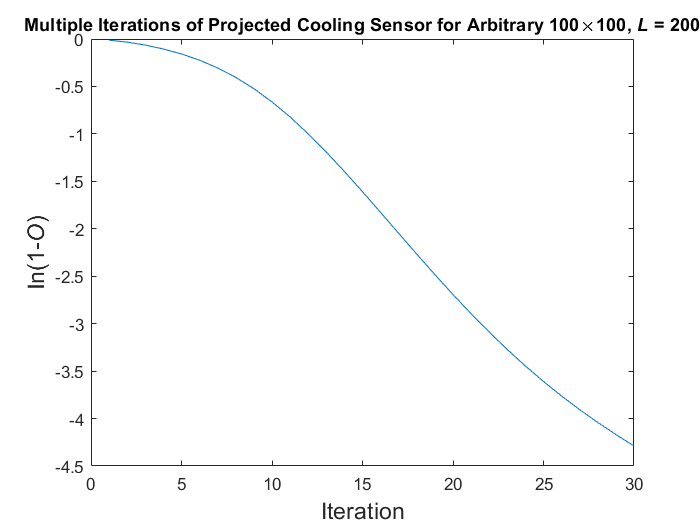 Multiple Iterations of Projected Cooling Sensor for Arbitrary 100×100, L = 200
0
-0.5
-1
-1.5
-2
-2.5
-3
-3.5
-4
-4.5
ln(1-O)
0 5 10 15 20 25 30
Iteration